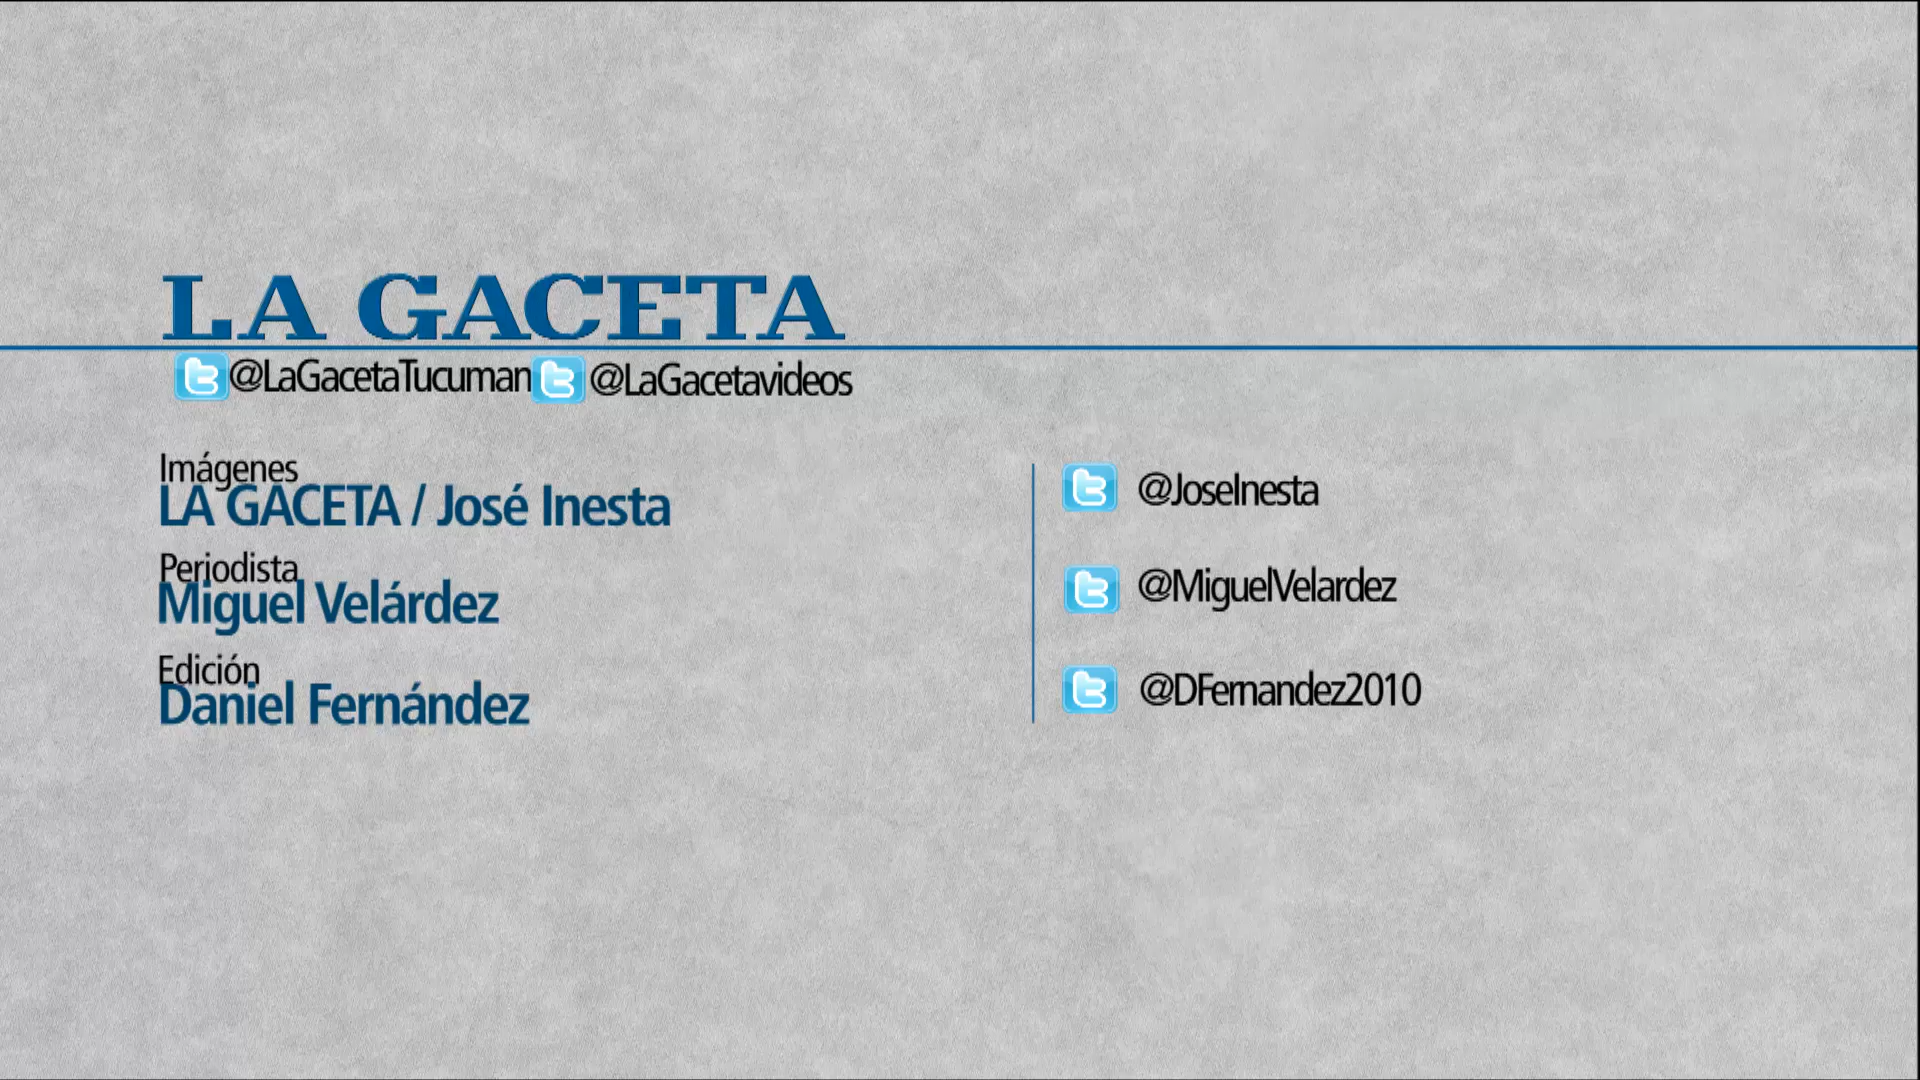 LA GACETA
@LaGacetaTucuman @LaGacetavideos
Imágenes
LA GACETA / José Inesta
@JoseInesta
Periodista
Miguel Velárdez
@MiguelVelardez
Edición
Daniel Fernández
@DFernandez2010